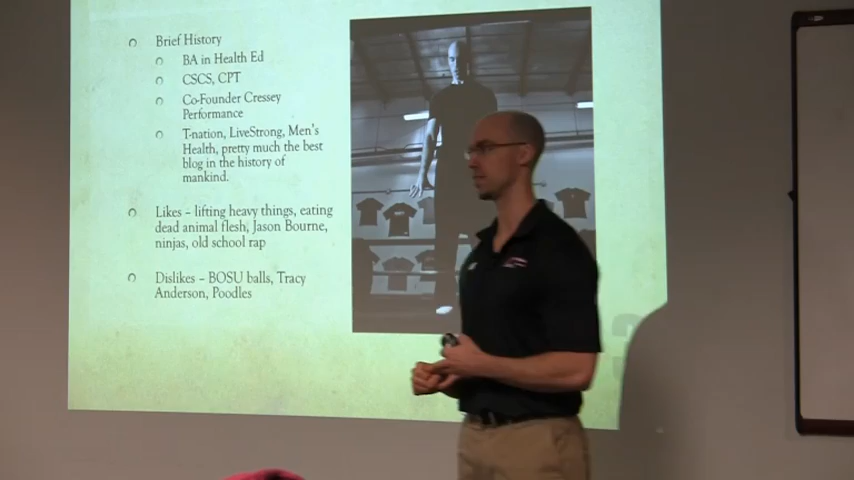 Brief History
BA in Health Ed
CSCS, CPT
Co-Founder Cressey
Performance
T-nation, LiveStrong, Men's
Health, pretty much the best
blog in the history of
mankind.
Likes – lifting heavy things, eating
dead animal flesh, Jason Bourne,
ninjas, old school rap
Dislikes – BOSU balls, Tracy
Anderson, Poodles